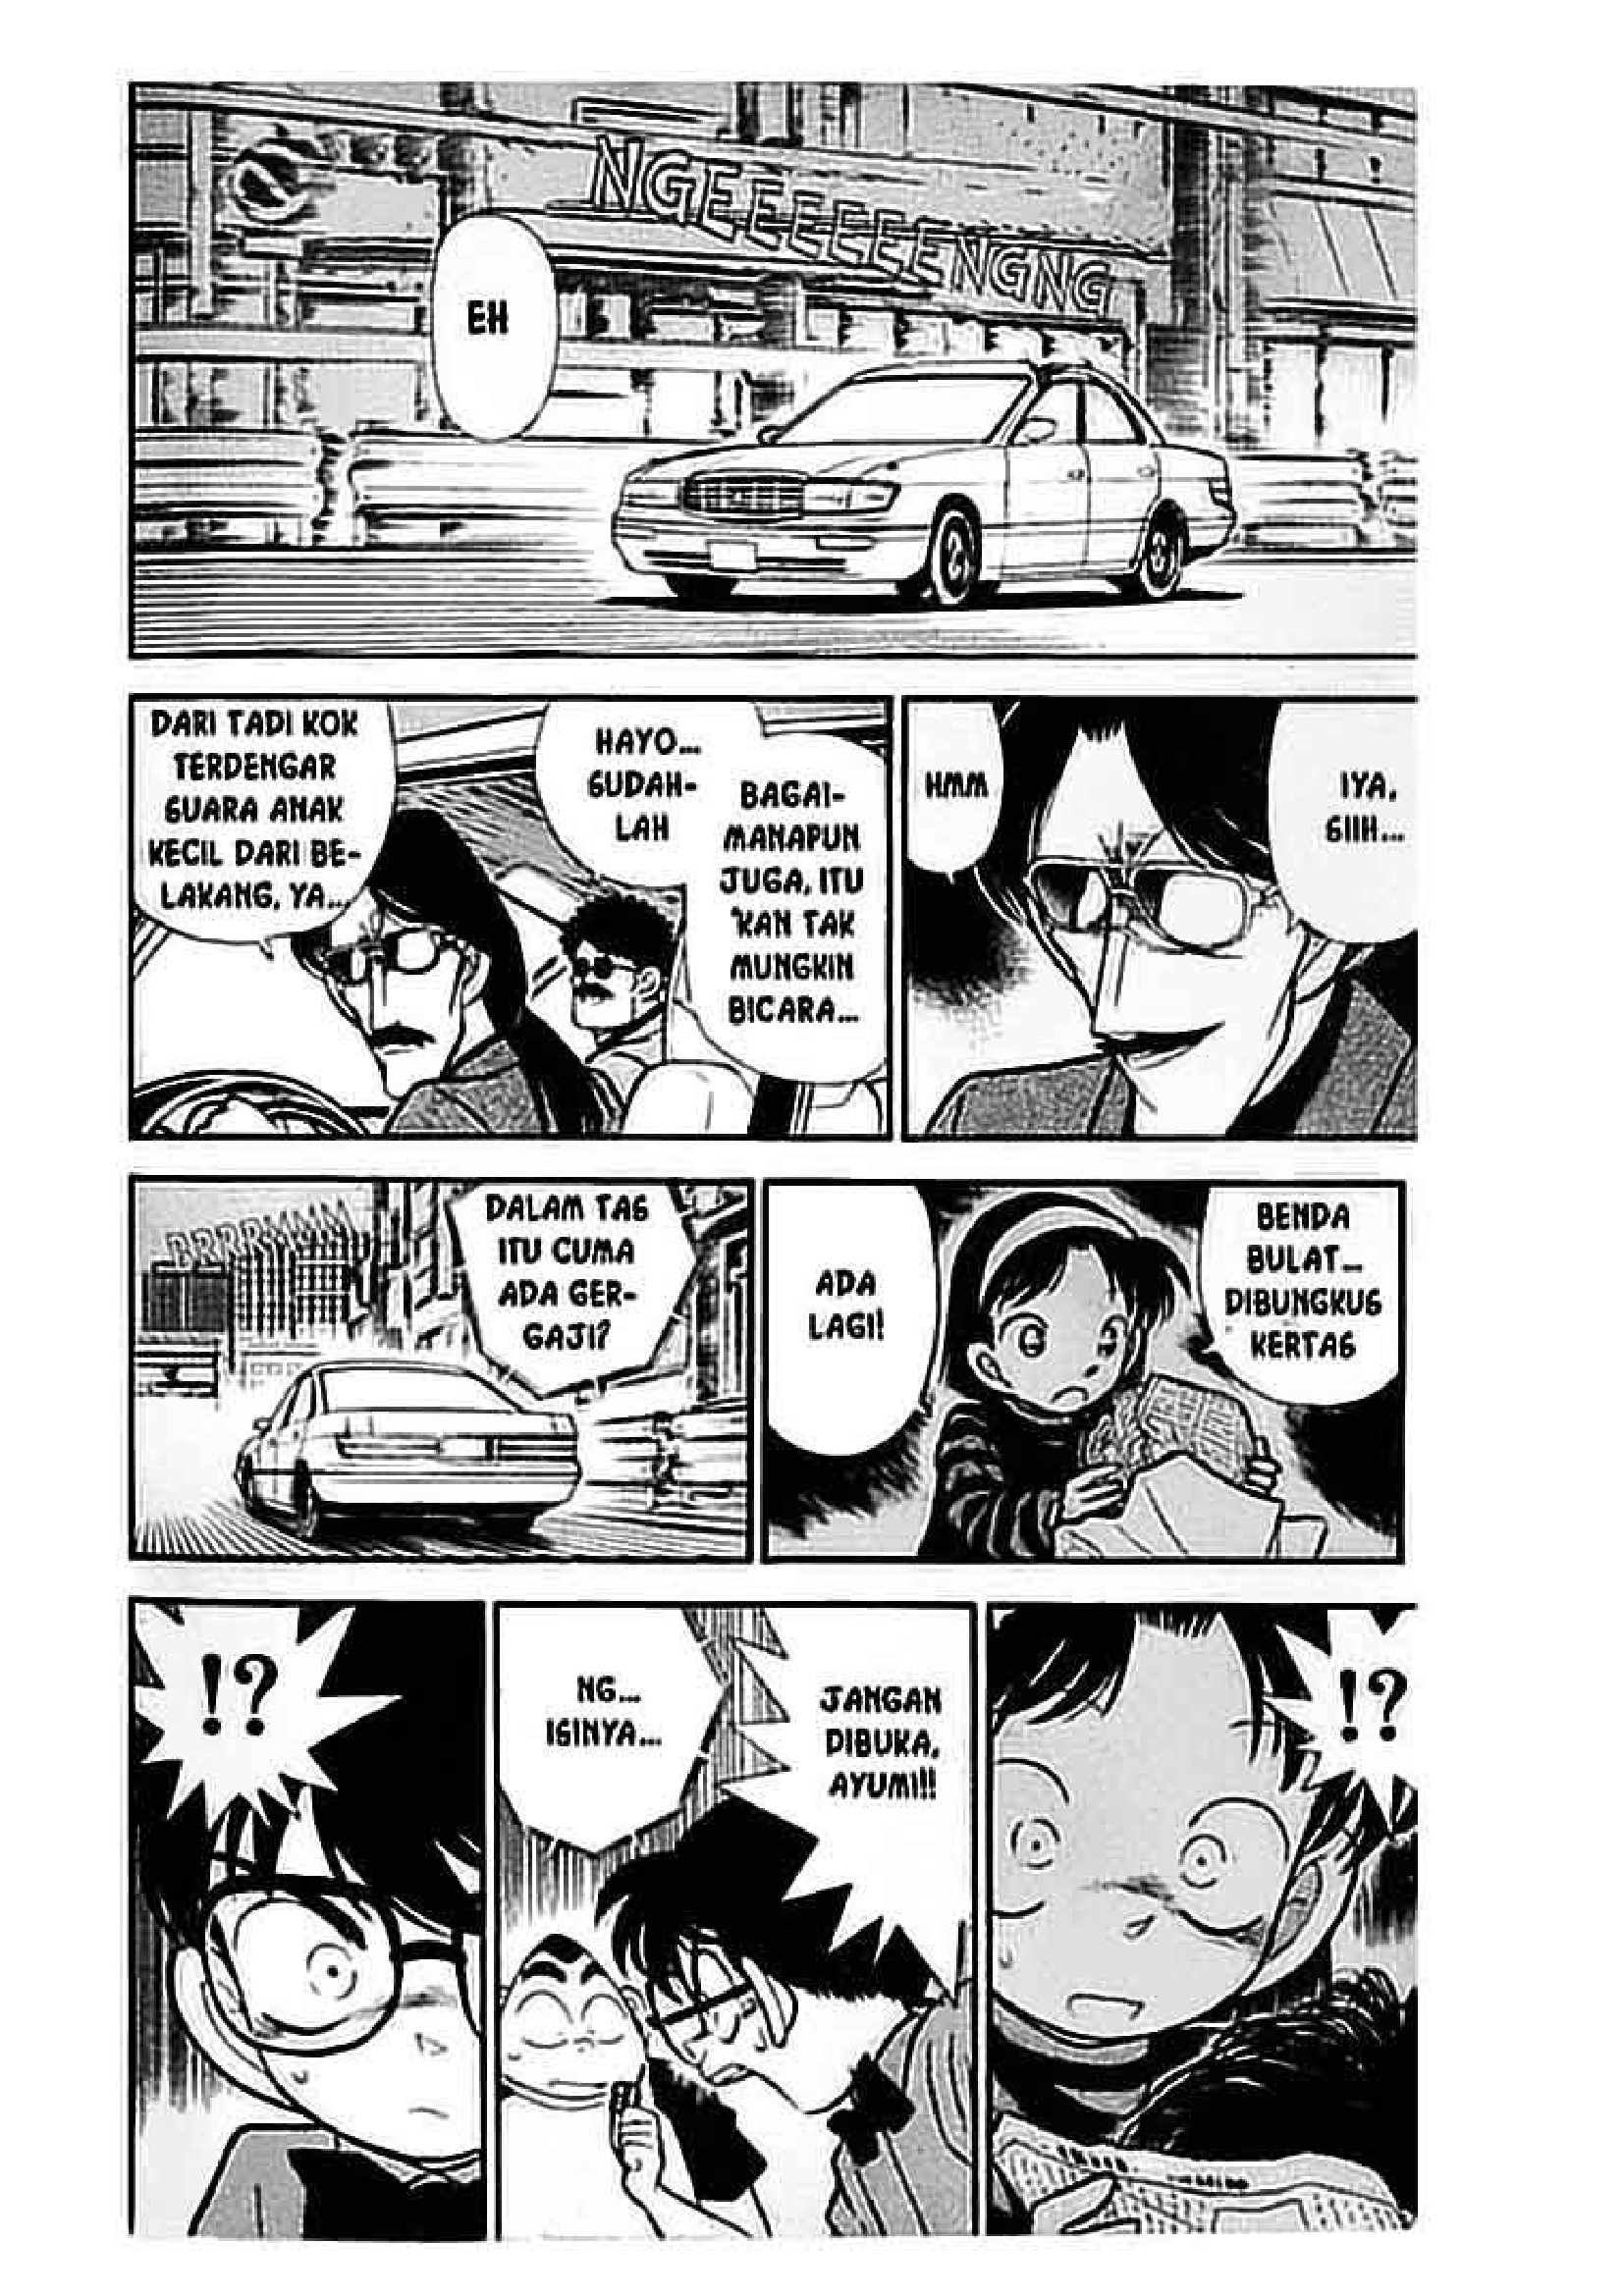 NGEEEEEEENGNG
EH
DARI TADI KOK
TERDENGAR
SUARA ANAK
KECIL DARI BE-
LAKANG, YA...
HAYO...
SUDAH-
LAH
BAGAI-
MANAPUN
JUGA, ITU
'KAN TAK
MUNGKIN
BICARA...
HMM
IYA,
SIIH...
BRRRMMM
DALAM TAS
ITU CUMA
ADA GER-
GAJI?
ADA
LAGI!
BENDA
BULAT...
DIBUNGKUS
KERTAS
!?
NG...
ISINYA...
JANGAN
DIBUKA,
AYUMI!!
!?